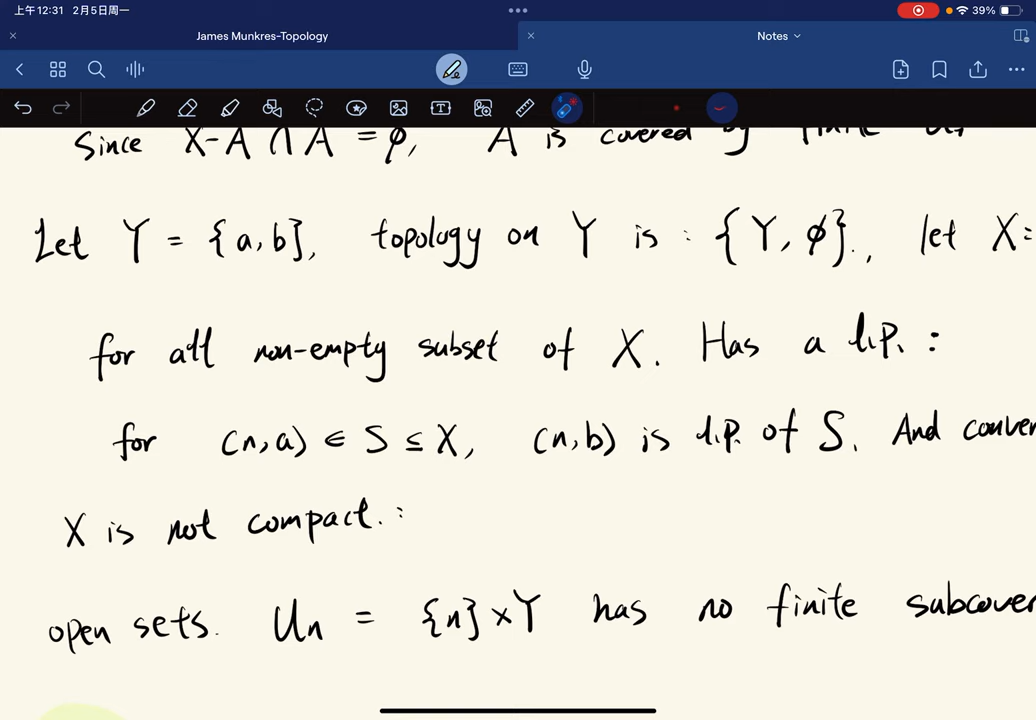 上午12:31 2月5日周一
39%
James Munkres-Topology
Notes
Since X-A ∩ A = ϕ, A is covered by finite
Let Y = {a, b}, topology on Y is : {Y, ϕ}., let X=
for all non-empty subset of X. Has a l.p. :
for (n, a) ∈ S ≤ X, (n, b) is l.p. of S. And conver
X is not compact. :
open sets. Un = {n} × Y has no finite subcover